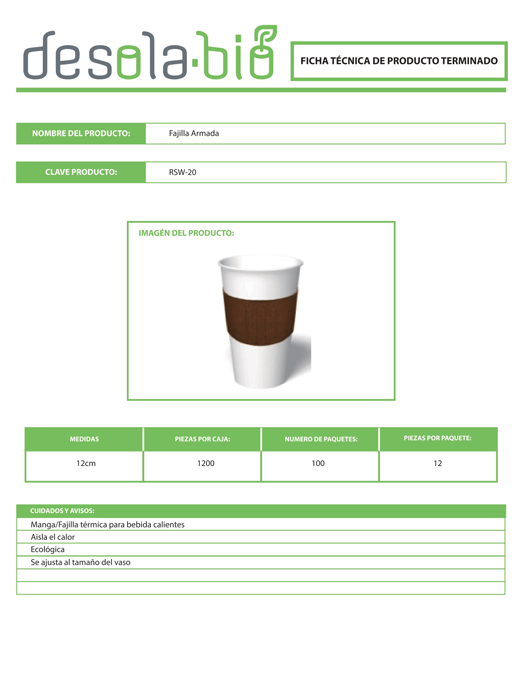 desola·bio
FICHA TÉCNICA DE PRODUCTO TERMINADO
NOMBRE DEL PRODUCTO: Fajilla Armada
CLAVE PRODUCTO: RSW-20
IMAGÉN DEL PRODUCTO:
MEDIDAS PIEZAS POR CAJA: NUMERO DE PAQUETES: PIEZAS POR PAQUETE:
12cm 1200 100 12
CUIDADOS Y AVISOS:
Manga/Fajilla térmica para bebida calientes
Aisla el calor
Ecológica
Se ajusta al tamaño del vaso